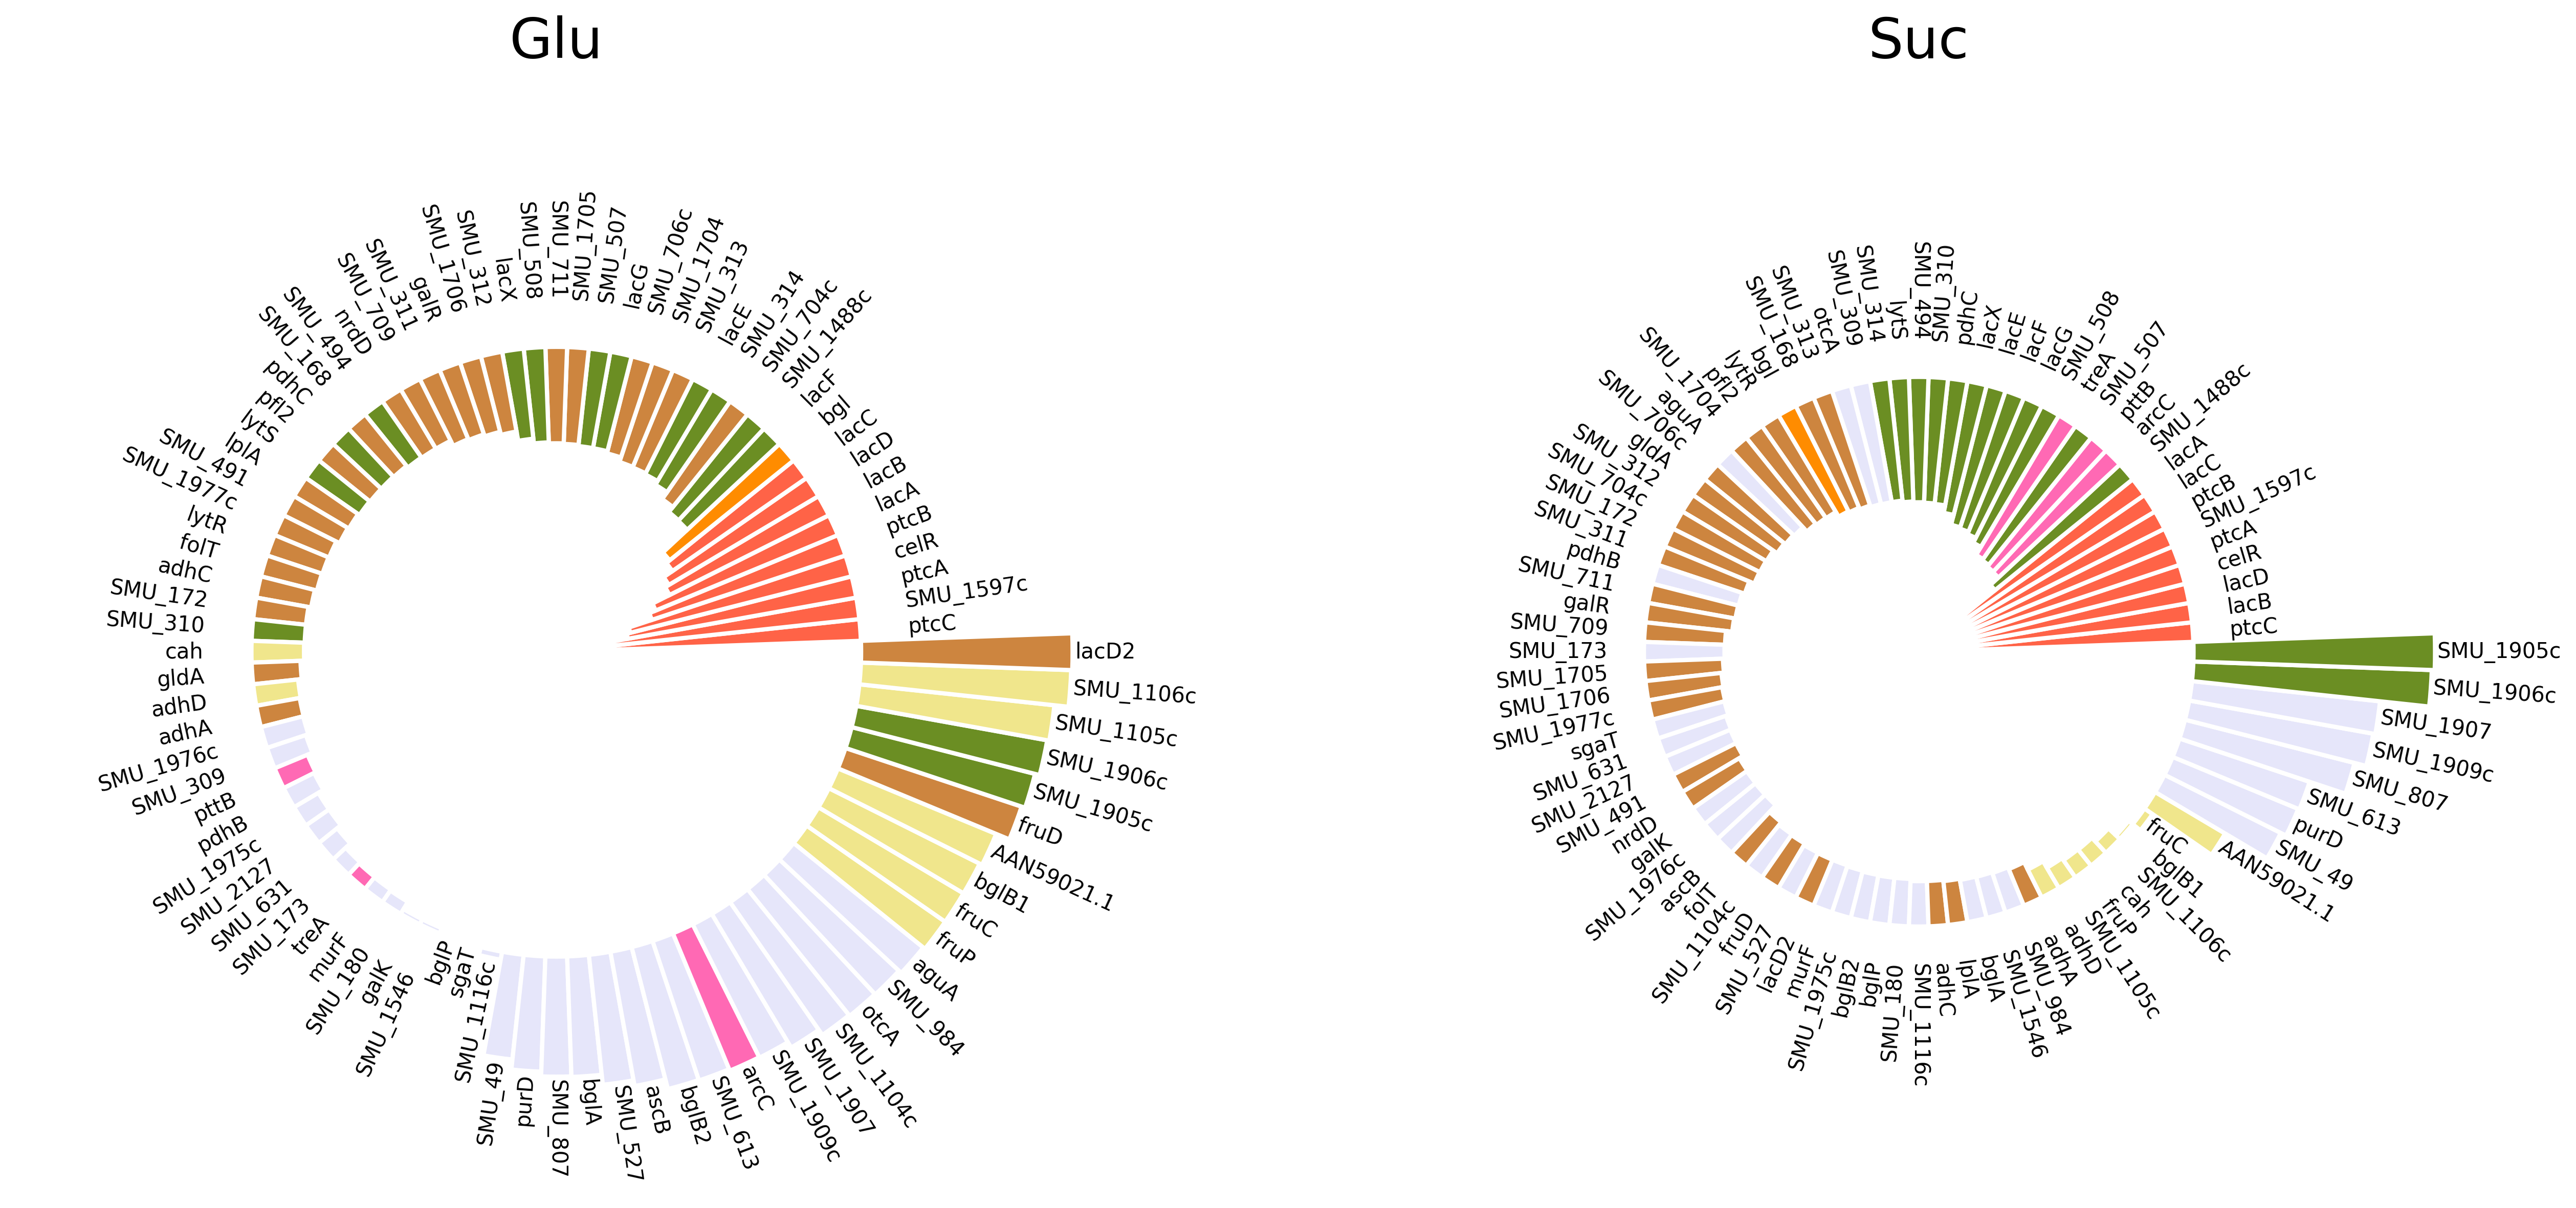 Glu
lacD2
SMU_1106c
SMU_1105c
SMU_1906c
SMU_1905c
fruD
AAN59021.1
bglB1
fruC
fruP
aguA
SMU_984
otcA
SMU_1104c
SMU_1907
SMU_1909c
arcC
SMU_613
bglB2
ascB
SMU_527
bglA
SMU_807
purD
SMU_49
SMU_1116c
sgaT
bglP
SMU_1546
galK
SMU_180
murF
treA
SMU_173
SMU_631
SMU_2127
SMU_1975c
pdhB
pttB
SMU_309
SMU_1976c
adhA
adhD
gldA
cah
SMU_310
SMU_172
adhC
folT
lytR
SMU_1977c
SMU_491
lplA
lytS
pfl2
pdhC
SMU_168
SMU_494
nrdD
SMU_709
SMU_311
galR
SMU_1706
SMU_312
lacX
SMU_508
SMU_711
SMU_1705
SMU_507
lacG
SMU_706c
SMU_1704
SMU_313
lacE
SMU_314
SMU_704c
SMU_1488c
lacF
bgl
lacC
lacD
lacB
lacA
ptcB
celR
ptcA
SMU_1597c
ptcC
Suc
SMU_1905c
SMU_1906c
SMU_1907
SMU_1909c
SMU_807
SMU_613
purD
SMU_49
AAN59021.1
fruC
bglB1
SMU_1106c
cah
fruP
SMU_1105c
adhD
adhA
SMU_984
SMU_1546
bglA
lplA
adhC
SMU_1116c
SMU_180
bglP
bglB2
SMU_1975c
murF
lacD2
SMU_527
fruD
SMU_1104c
folT
ascB
SMU_1976c
galK
nrdD
SMU_491
SMU_2127
SMU_631
sgaT
SMU_1977c
SMU_1706
SMU_1705
SMU_173
SMU_709
galR
SMU_711
pdhB
SMU_311
SMU_172
SMU_704c
SMU_312
gldA
SMU_706c
aguA
SMU_1704
pfl2
lytR
bgl
SMU_168
SMU_313
otcA
SMU_309
SMU_314
lytS
SMU_494
SMU_310
pdhC
lacX
lacE
lacF
lacG
SMU_508
treA
SMU_507
pttB
arcC
SMU_1488c
lacA
lacC
ptcB
SMU_1597c
ptcA
celR
lacD
lacB
ptcC